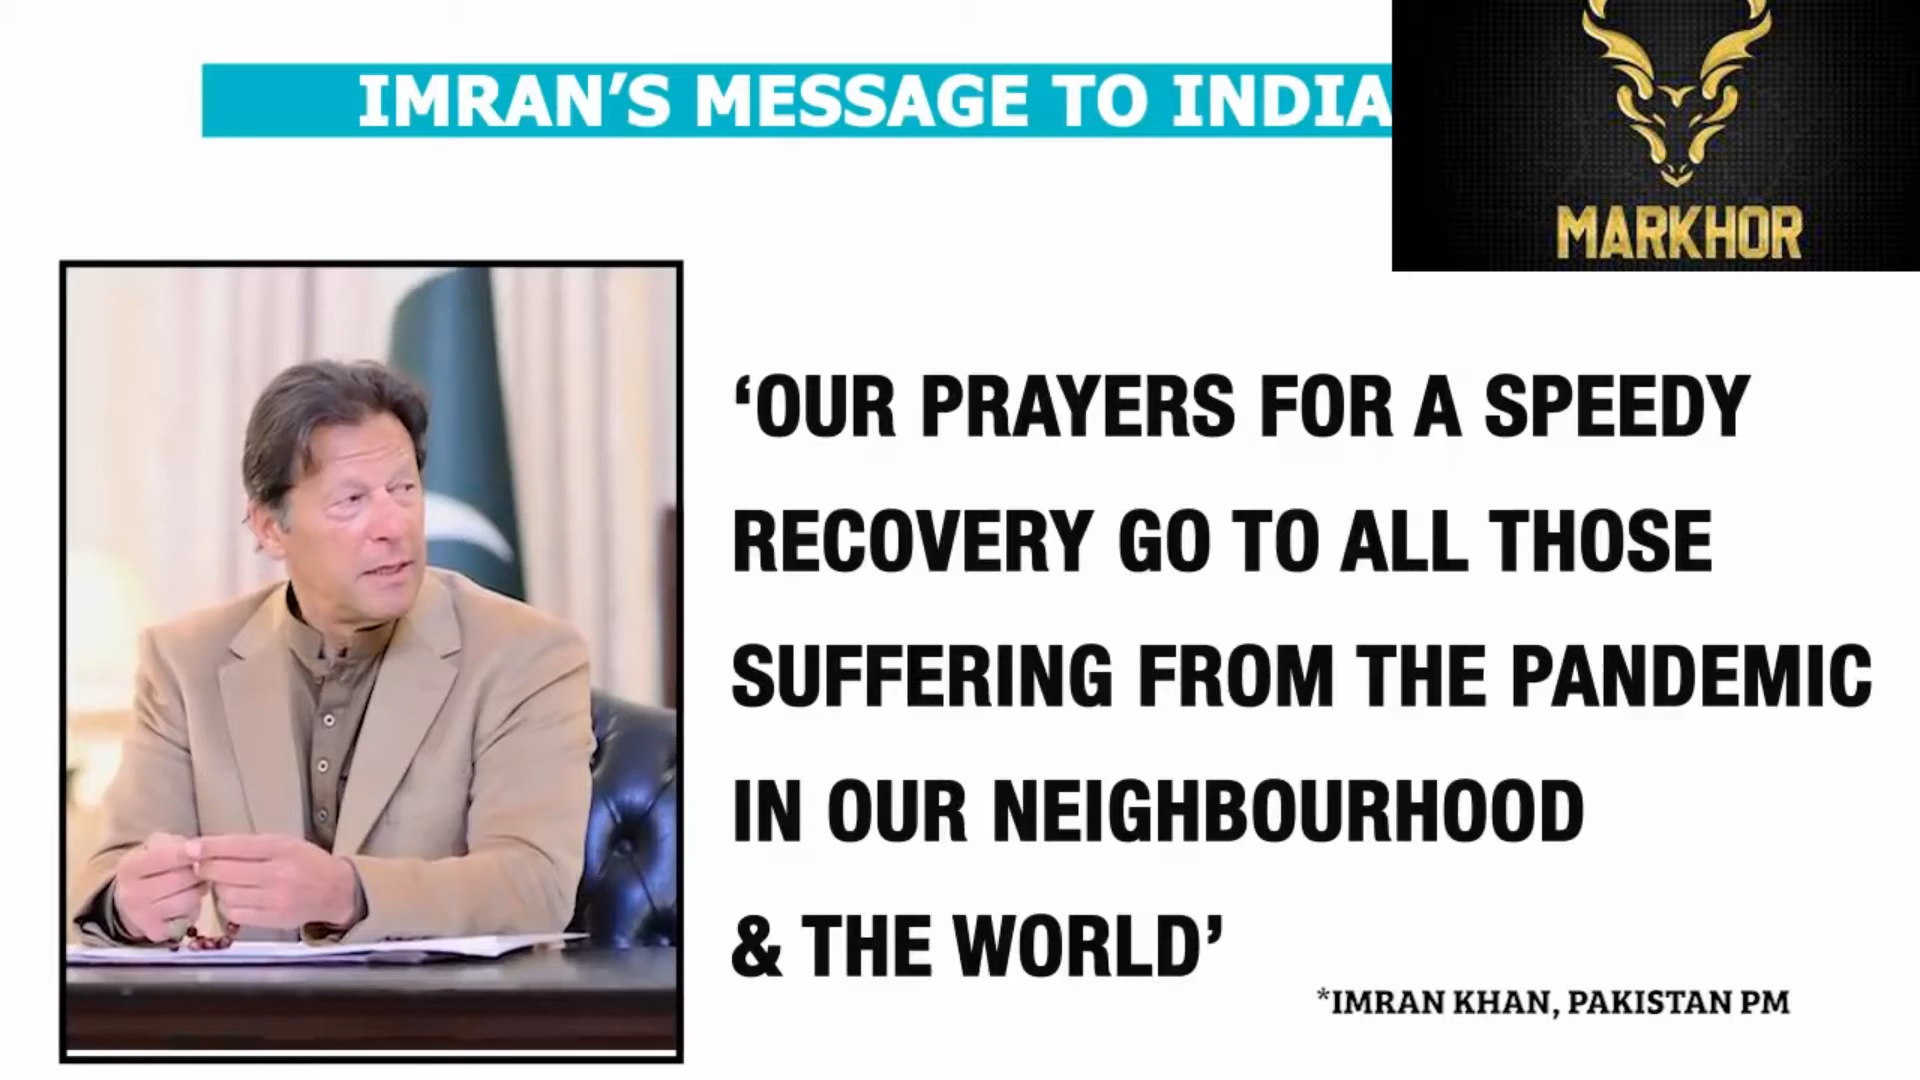 IMRAN'S MESSAGE TO INDIA
MARKHOR
‘OUR PRAYERS FOR A SPEEDY
RECOVERY GO TO ALL THOSE
SUFFERING FROM THE PANDEMIC
IN OUR NEIGHBOURHOOD
& THE WORLD’
*IMRAN KHAN, PAKISTAN PM